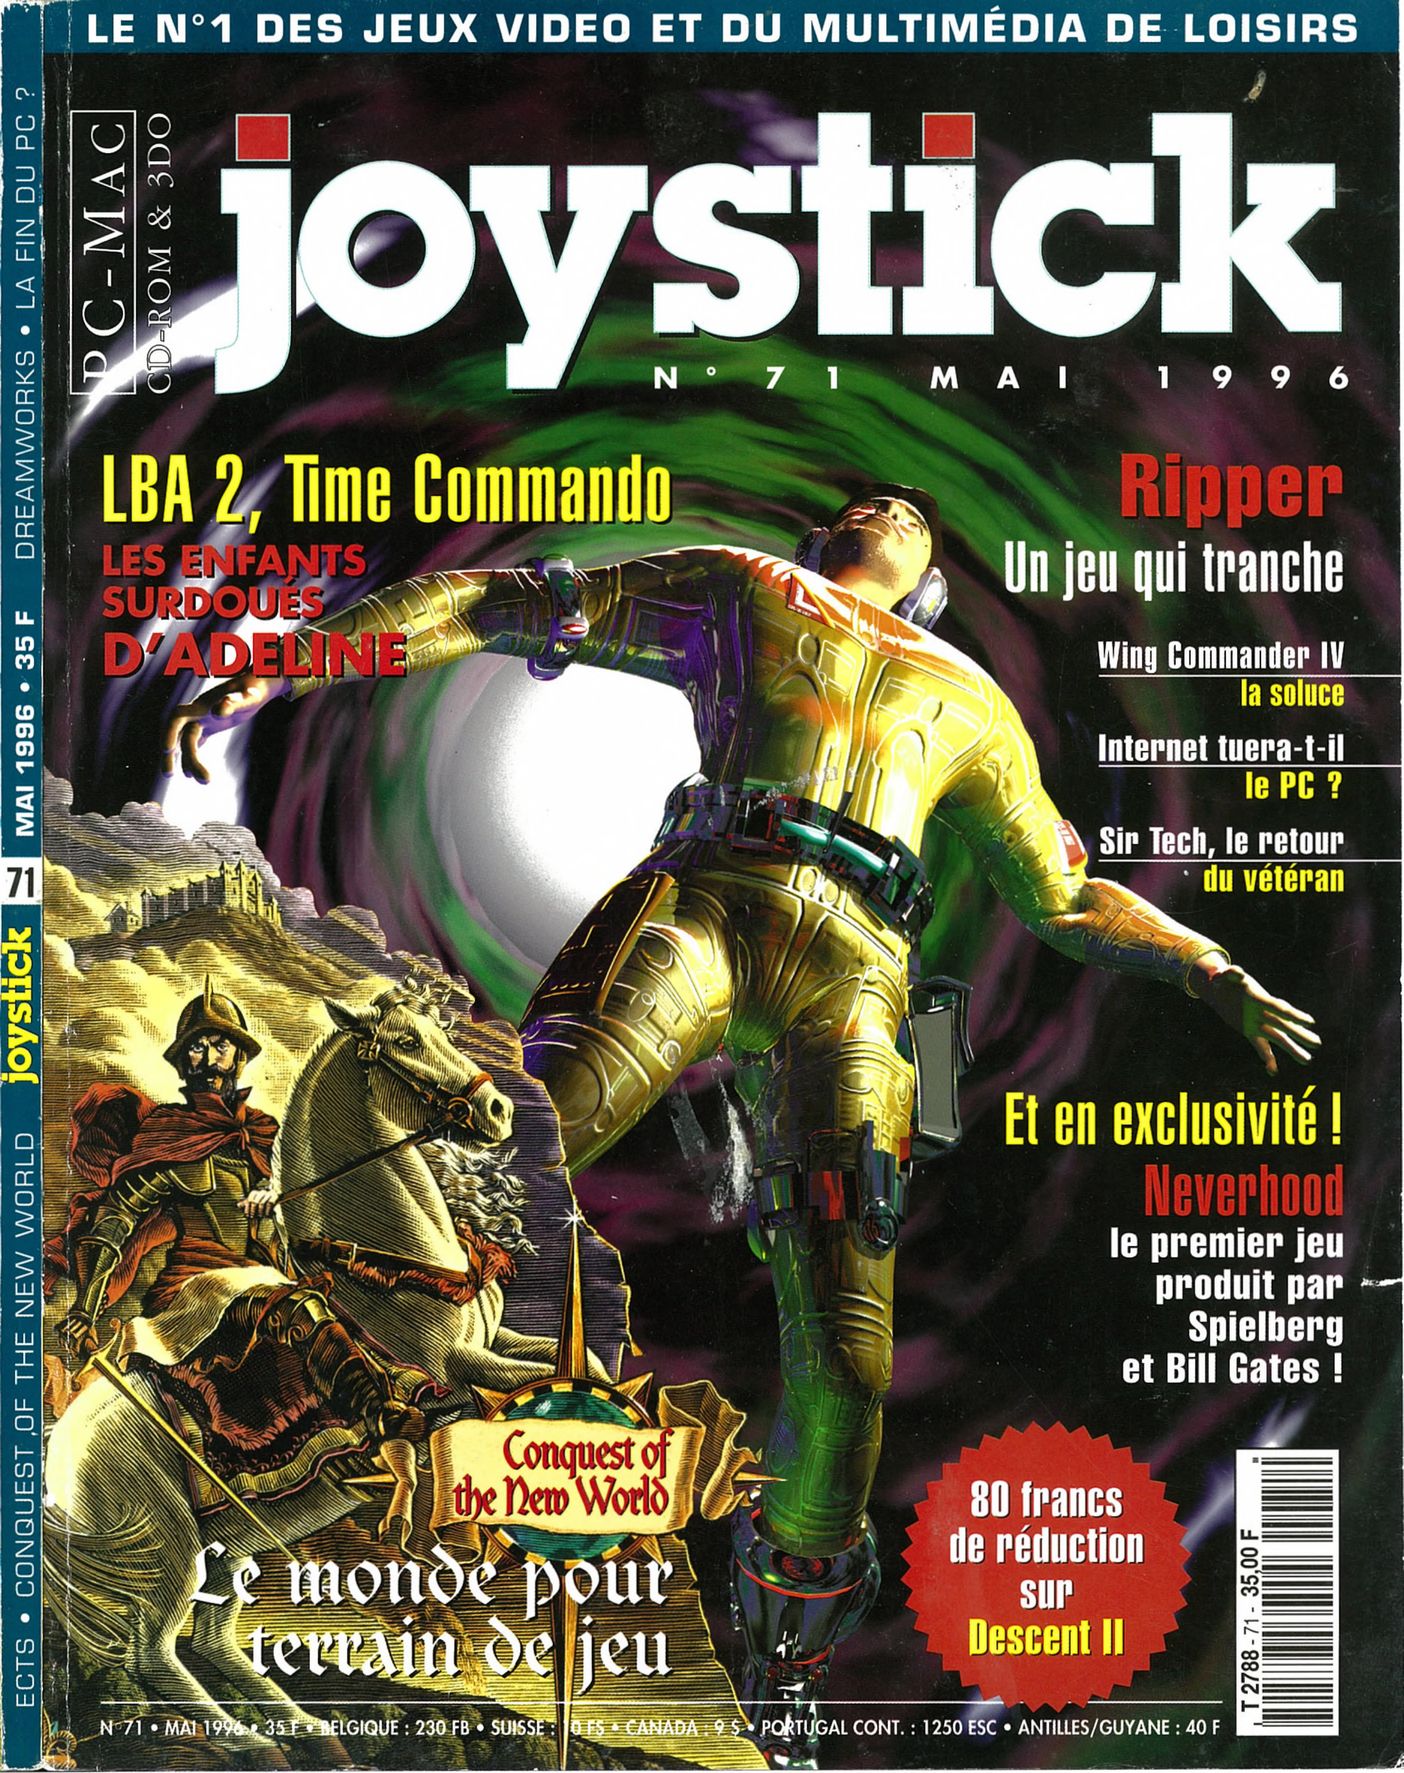 LE N°1 DES JEUX VIDEO ET DU MULTIMÉDIA DE LOISIRS
PC-MAC
CD-ROM & 3DO
joystick
N° 71 MAI 1996
LBA 2, Time Commando
LES ENFANTS
SURDOUÉS
D'ADELINE
Ripper
Un jeu qui tranche
Wing Commander IV
la soluce
Internet tuera-t-il
le PC ?
Sir Tech, le retour
du vétéran
Et en exclusivité !
Neverhood
le premier jeu
produit par
Spielberg
et Bill Gates !
Conquest of
the New World
Le monde pour
terrain de jeu
80 francs
de réduction
sur
Descent II
T 2788 - 71 - 35,00 F
N° 71 • MAI 1996 • 35 F • BELGIQUE : 230 FB • SUISSE : FS • CANADA : 9 $ • PORTUGAL CONT. : 1250 ESC • ANTILLES/GUYANE : 40 F
ECTS • CONQUEST OF THE NEW WORLD joystick 71 MAI 1996 • 35 F DREAMWORKS • LA FIN DU PC ?